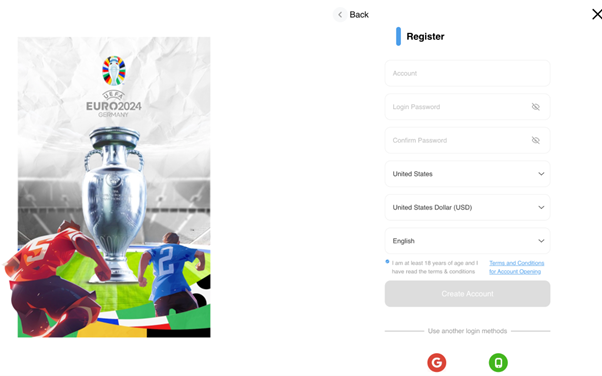 Back
Register
Account
Login Password
Confirm Password
United States
United States Dollar (USD)
English
I am at least 18 years of age and I
have read the terms & conditions
Terms and Conditions
for Account Opening
Create Account
Use another login methods
G
UEFA
EURO2024
GERMANY
5
2